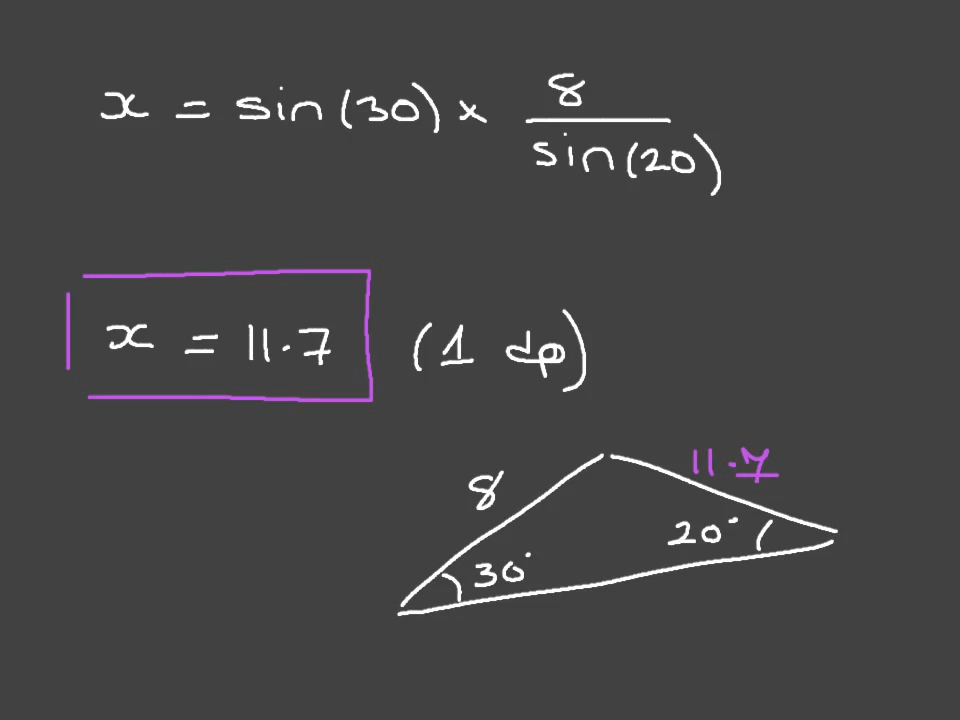 x = sin(30) × 8 / sin(20)
x = 11.7 (1 dp)
8
11.7
30°
20°